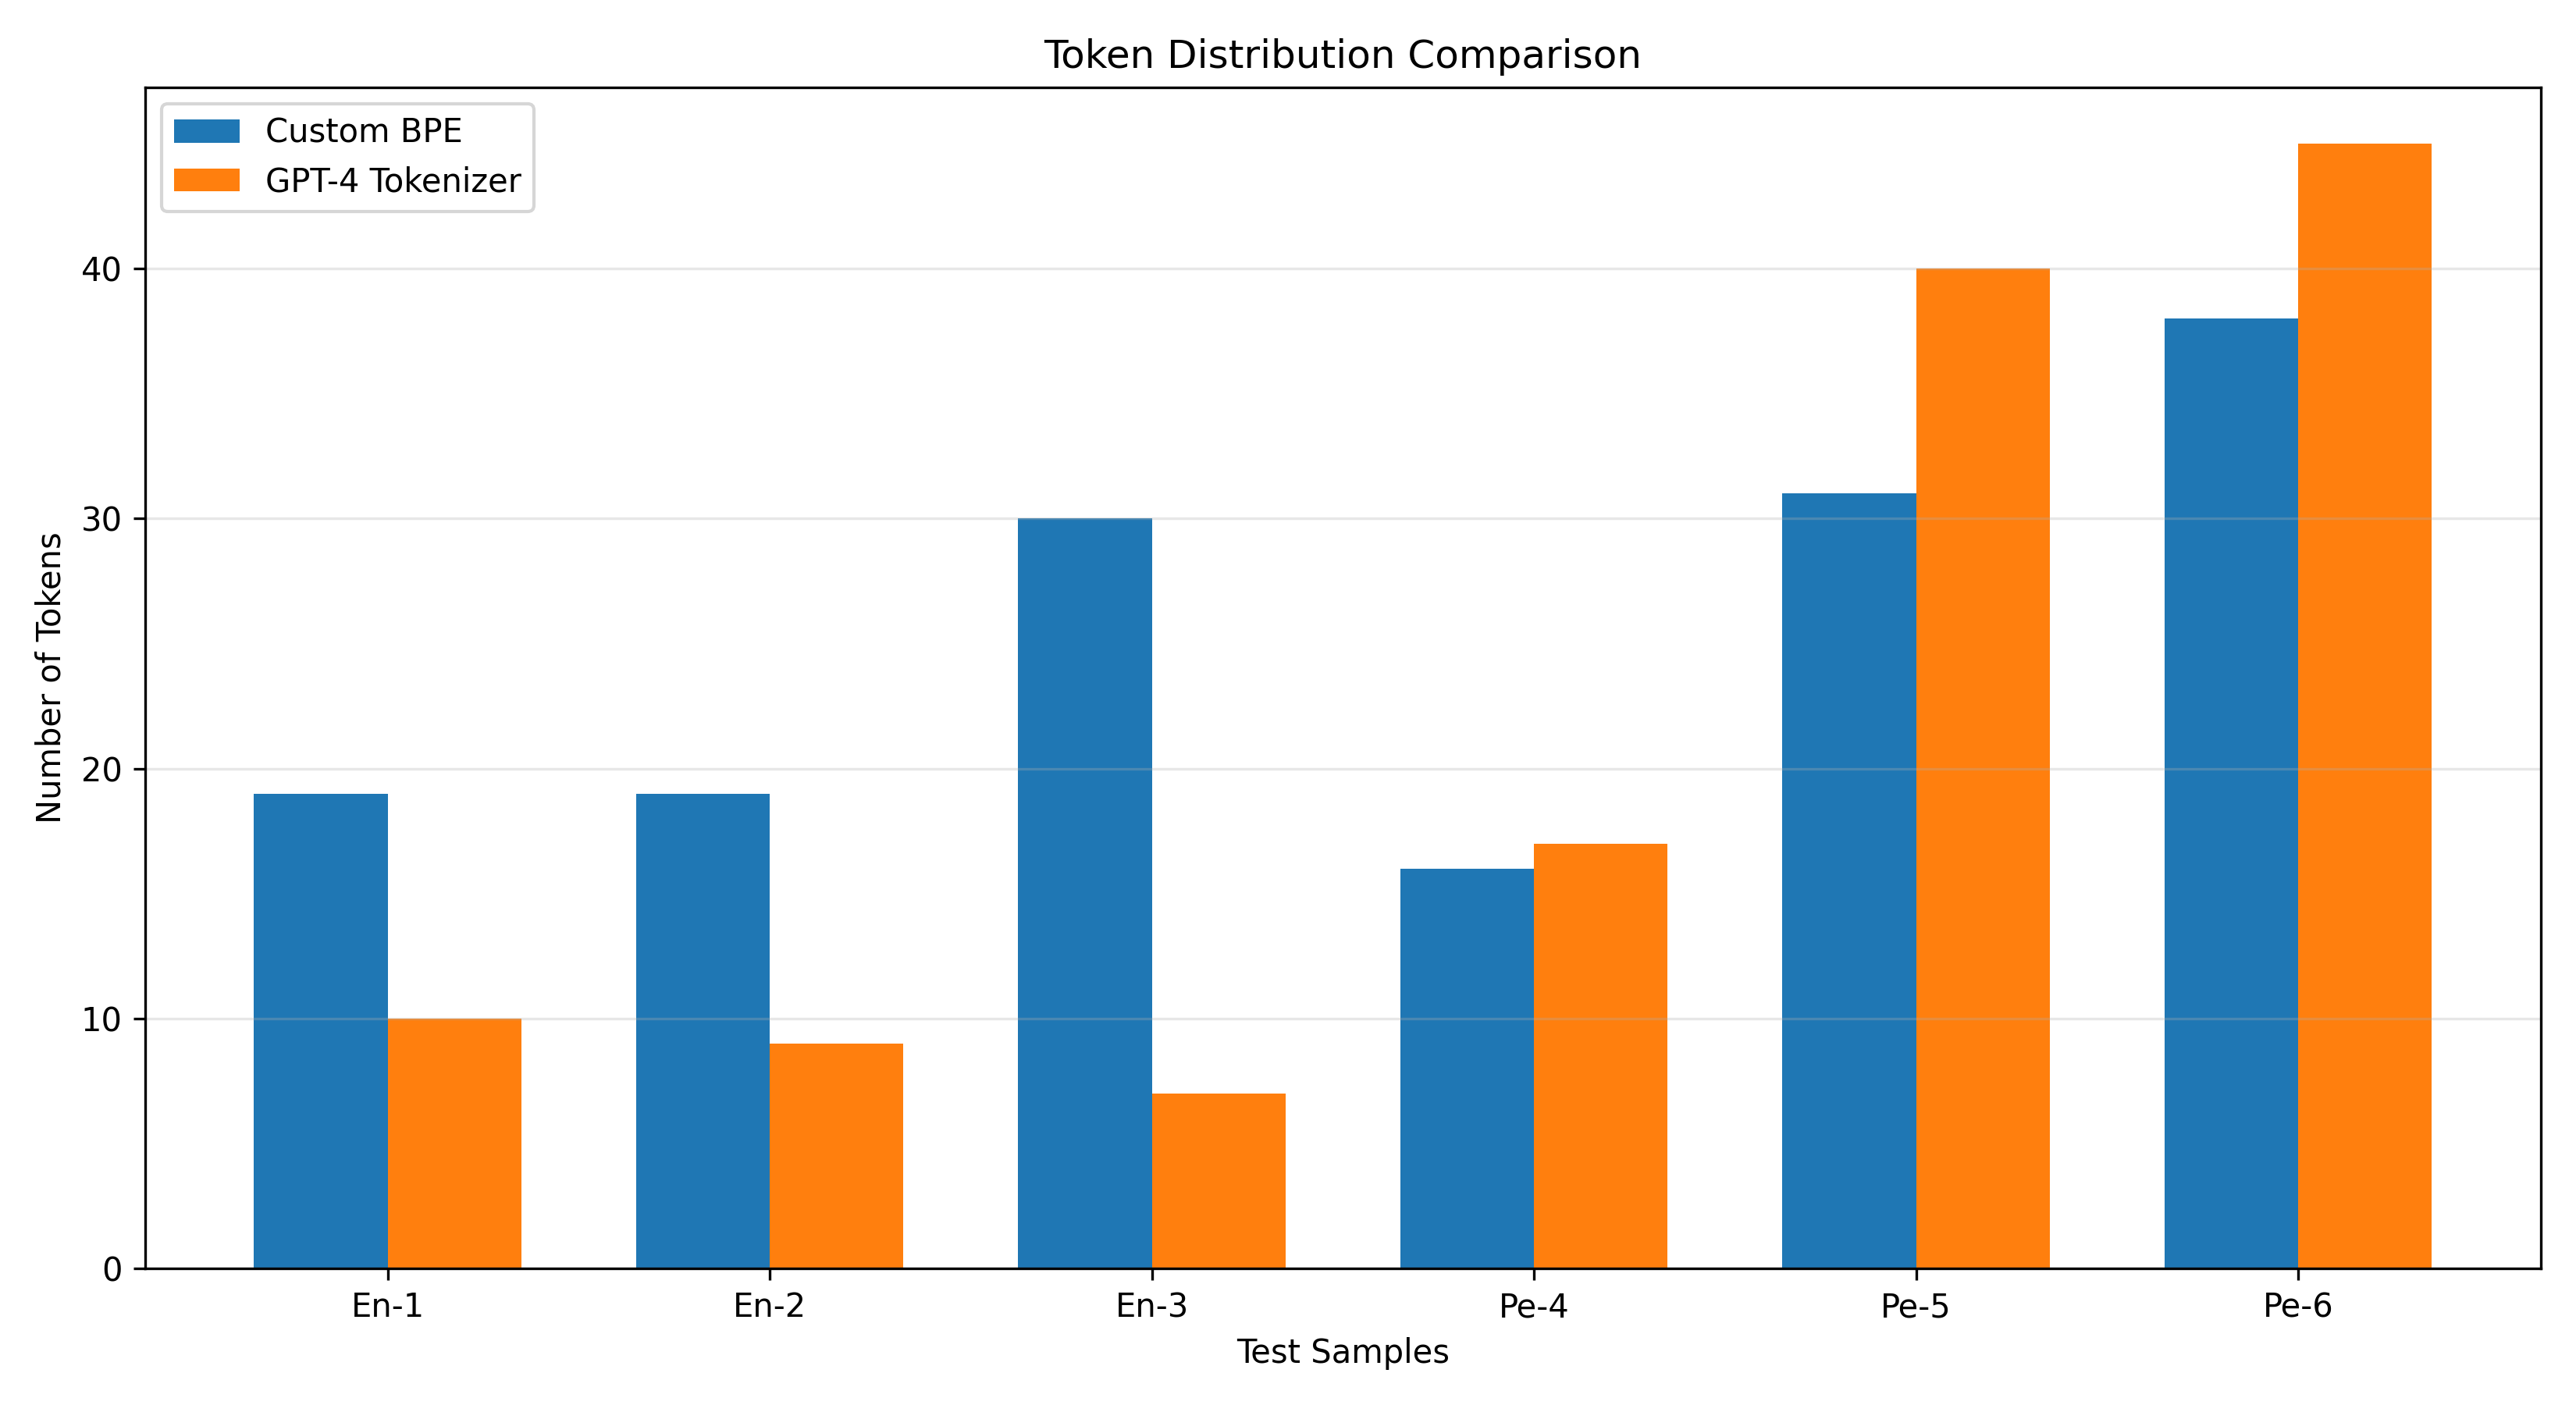 Token Distribution Comparison
Custom BPE
GPT-4 Tokenizer
Number of Tokens
40
30
20
10
0
En-1 En-2 En-3 Pe-4 Pe-5 Pe-6
Test Samples